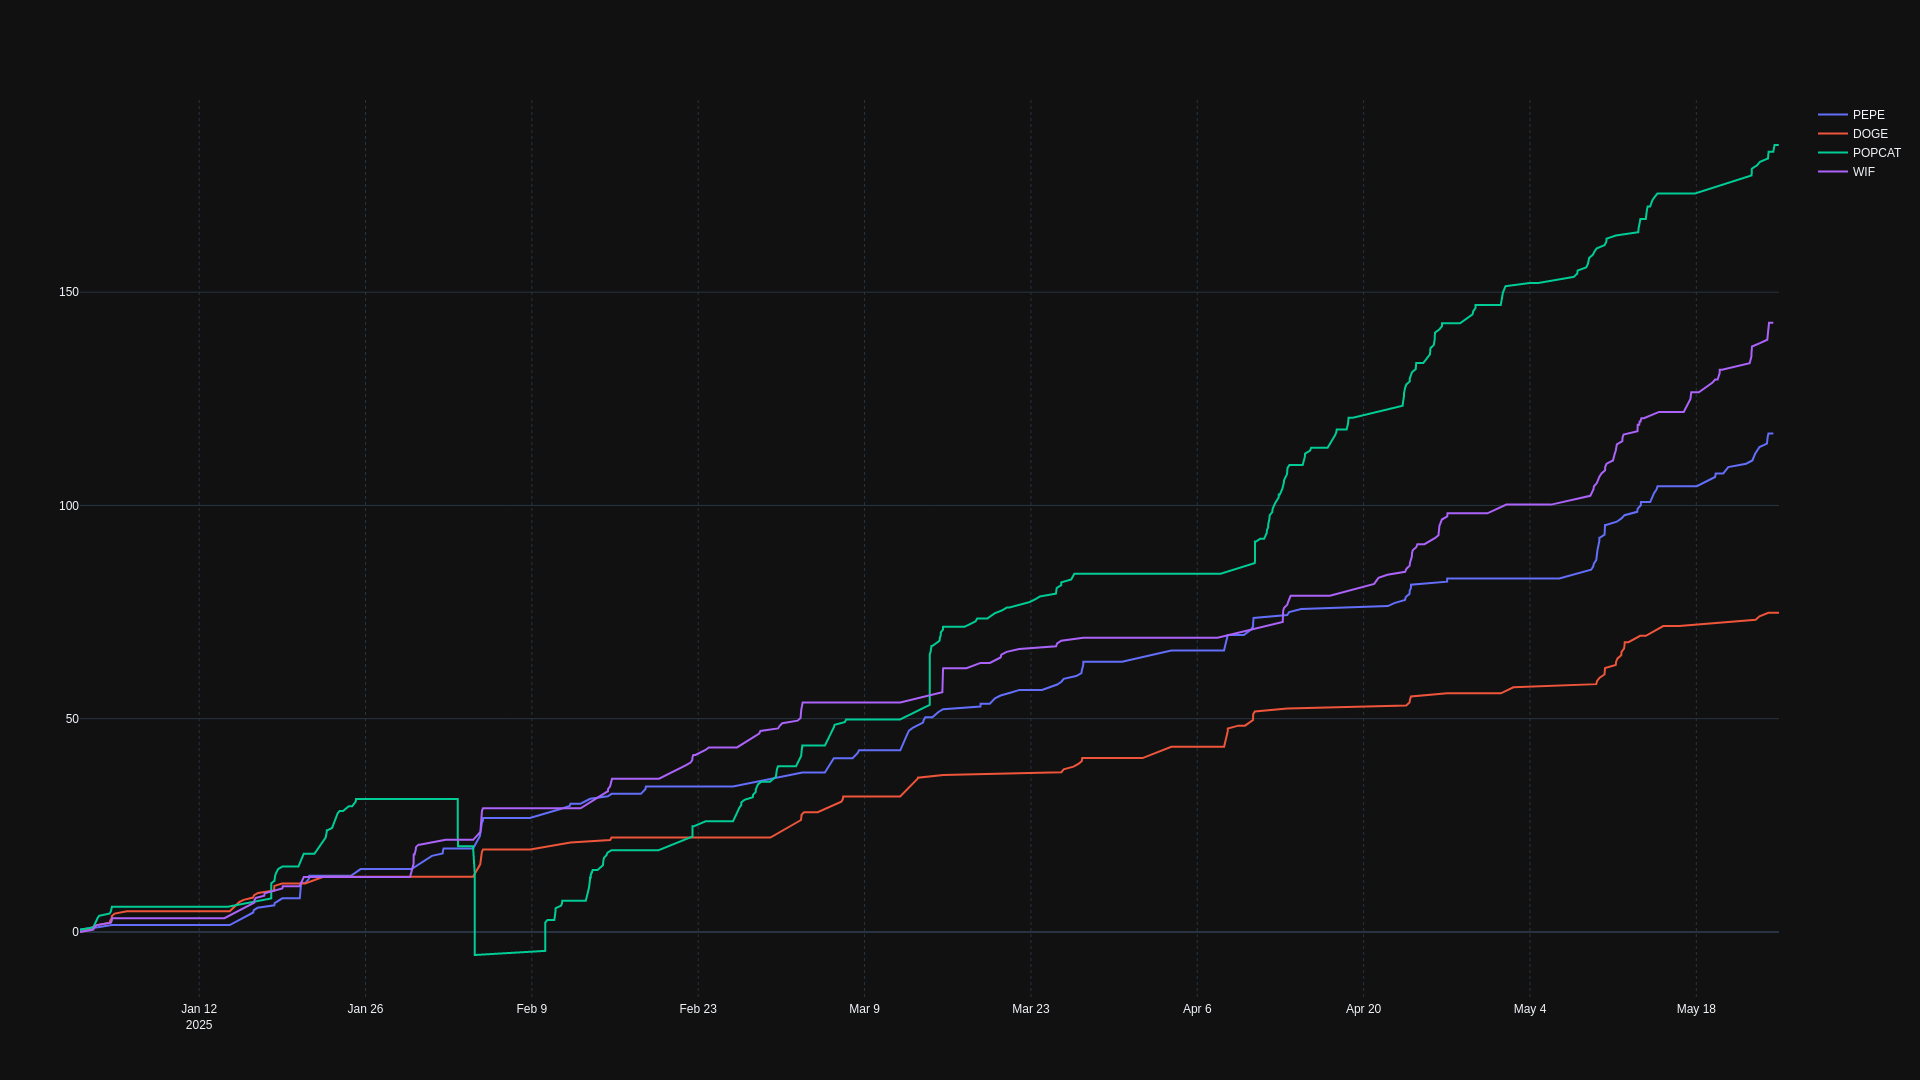 PEPE
DOGE
POPCAT
WIF
150
100
50
0
Jan 12
2025
Jan 26
Feb 9
Feb 23
Mar 9
Mar 23
Apr 6
Apr 20
May 4
May 18